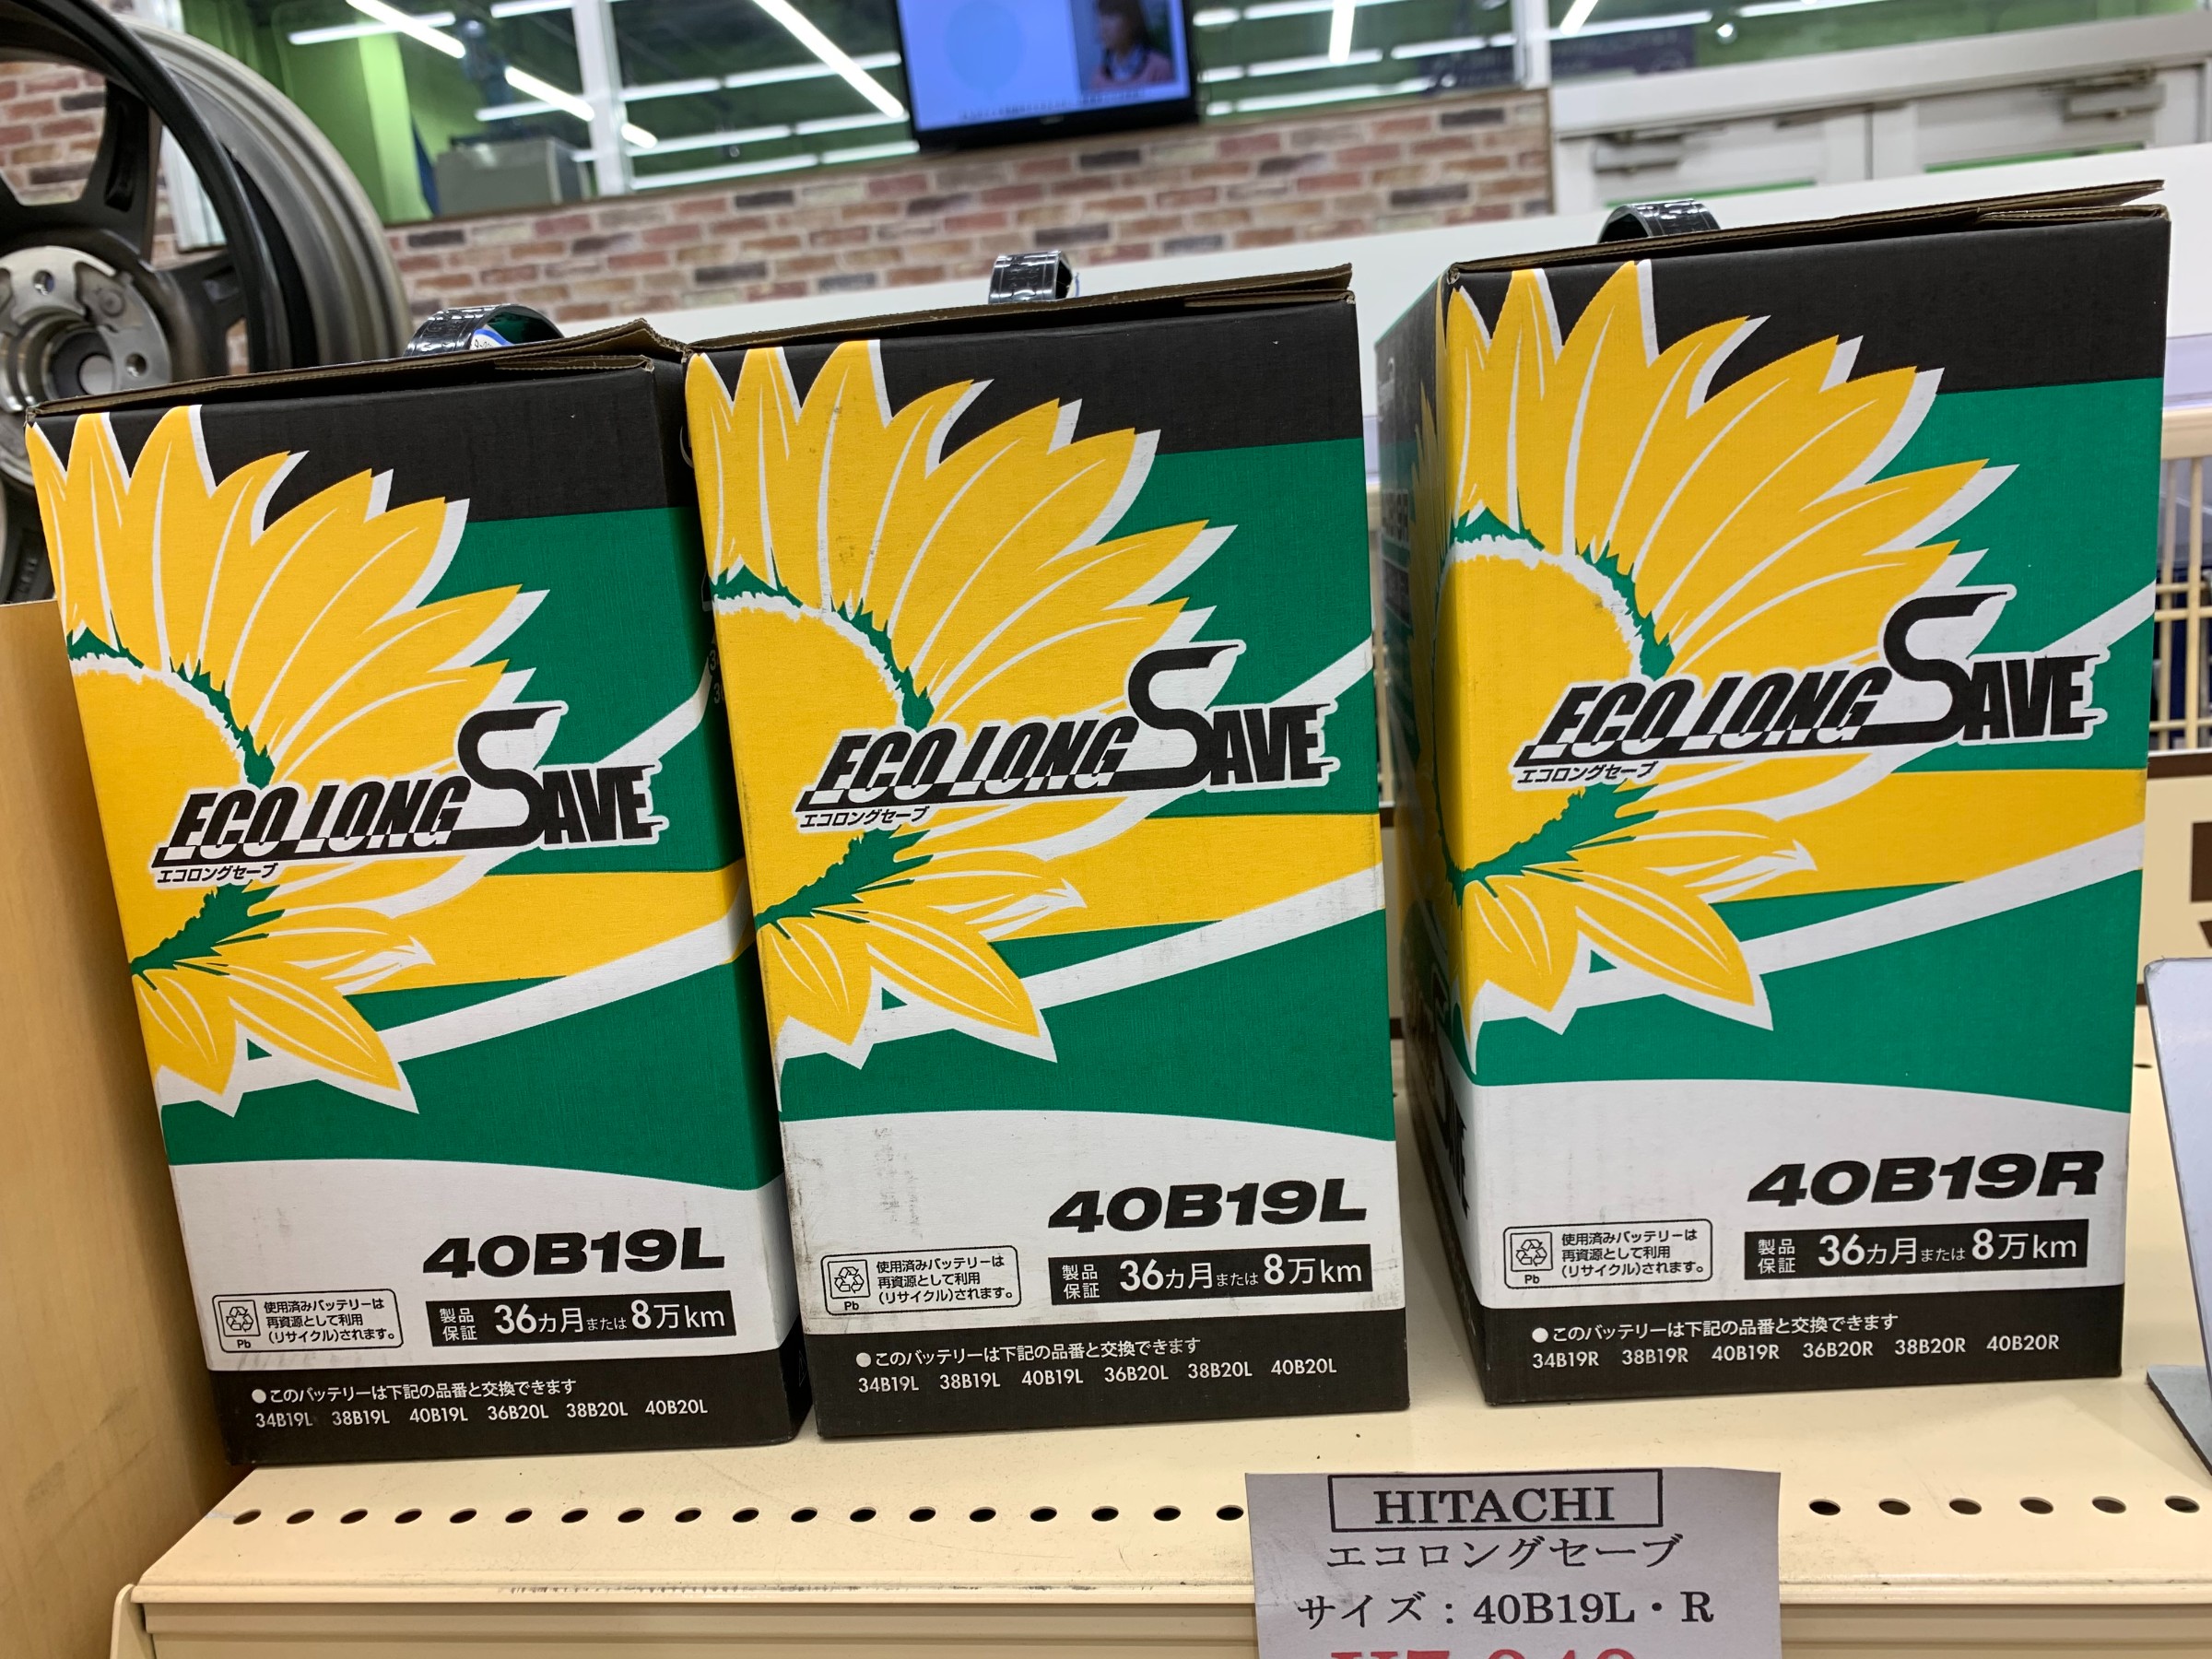 ECO LONG SAVE
エコロングセーブ
40B19L
使用済みバッテリーは
再資源として利用
(リサイクル)されます。
Pb
製品
保証
36カ月または8万km
●このバッテリーは下記の品番と交換できます
34B19L 38B19L 40B19L 36B20L 38B20L 40B20L
ECO LONG SAVE
エコロングセーブ
40B19L
使用済みバッテリーは
再資源として利用
(リサイクル)されます。
Pb
製品
保証
36カ月または8万km
●このバッテリーは下記の品番と交換できます
34B19L 38B19L 40B19L 36B20L 38B20L 40B20L
ECO LONG SAVE
エコロングセーブ
40B19R
使用済みバッテリーは
再資源として利用
(リサイクル)されます。
Pb
製品
保証
36カ月または8万km
●このバッテリーは下記の品番と交換できます
34B19R 38B19R 40B19R 36B20R 38B20R 40B20R
HITACHI
エコロングセーブ
サイズ：40B19L・R